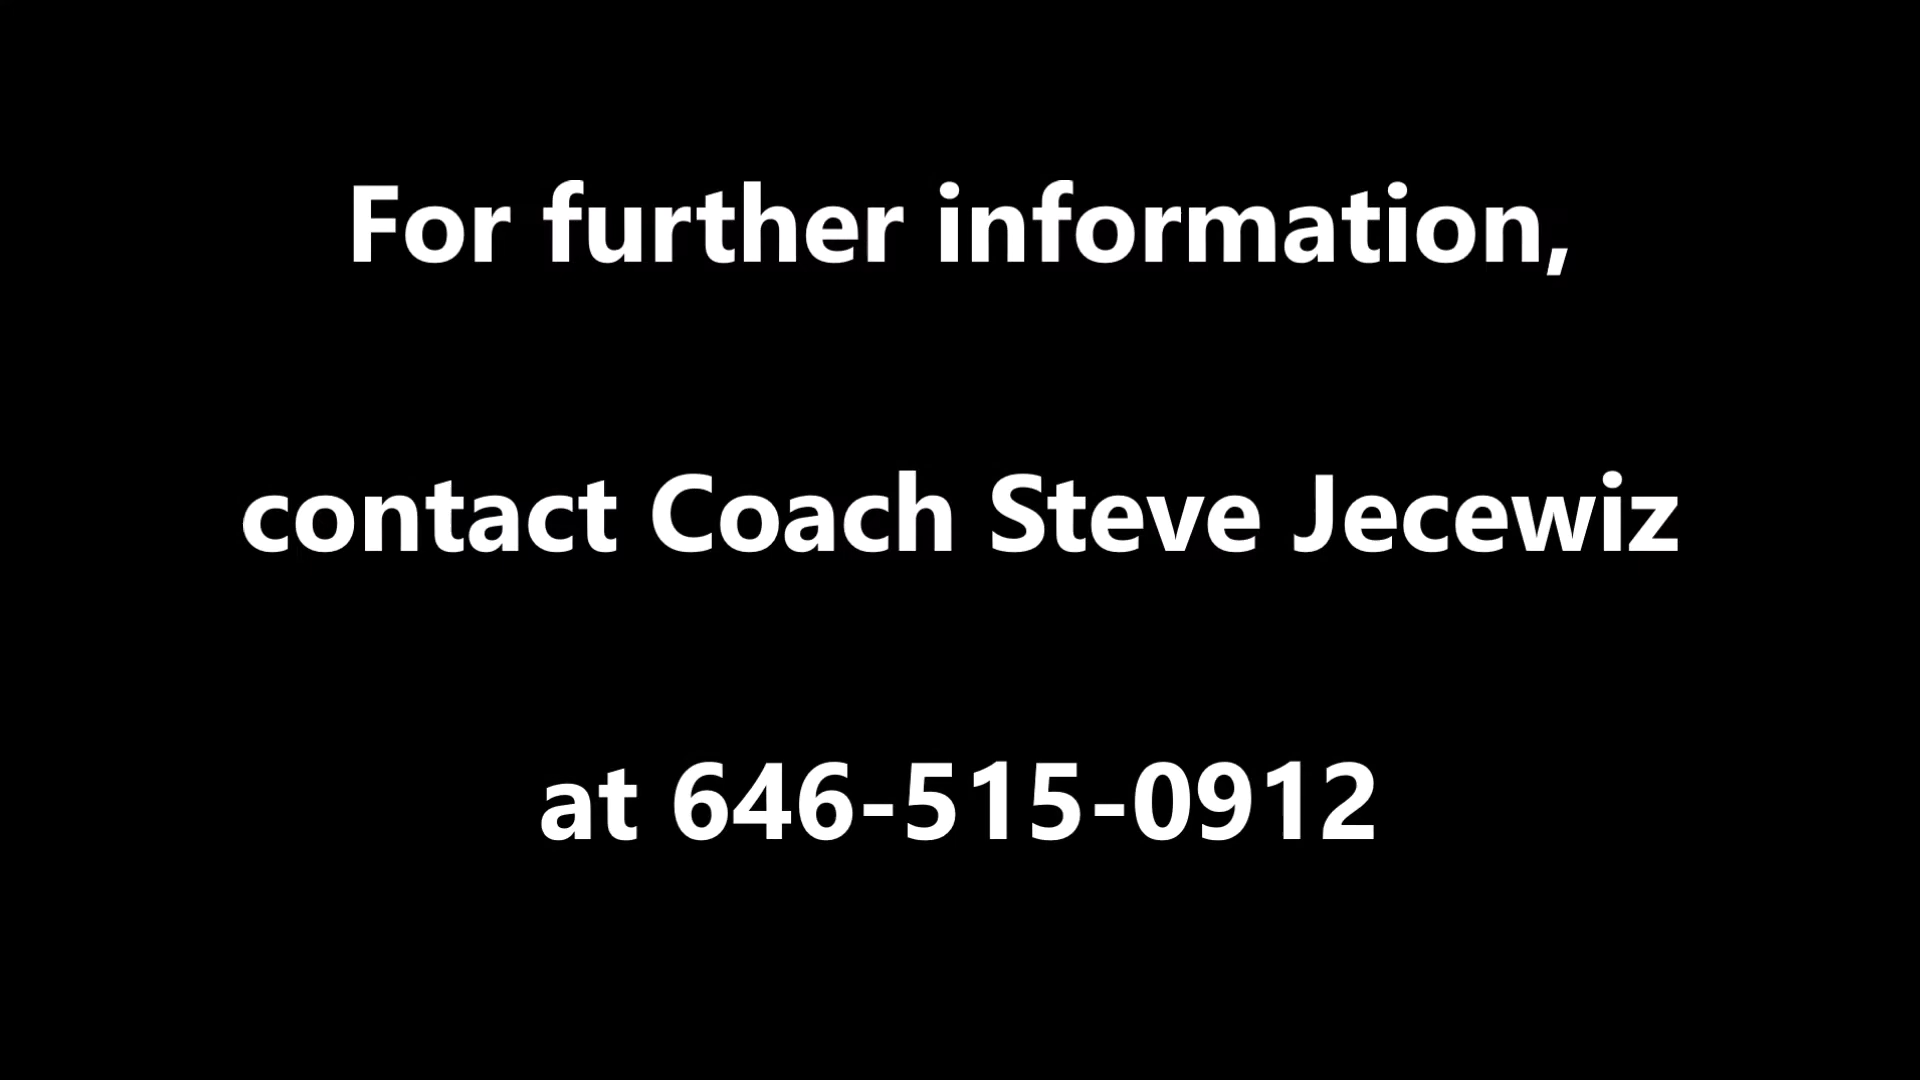 For further information,
contact Coach Steve Jecewiz
at 646-515-0912